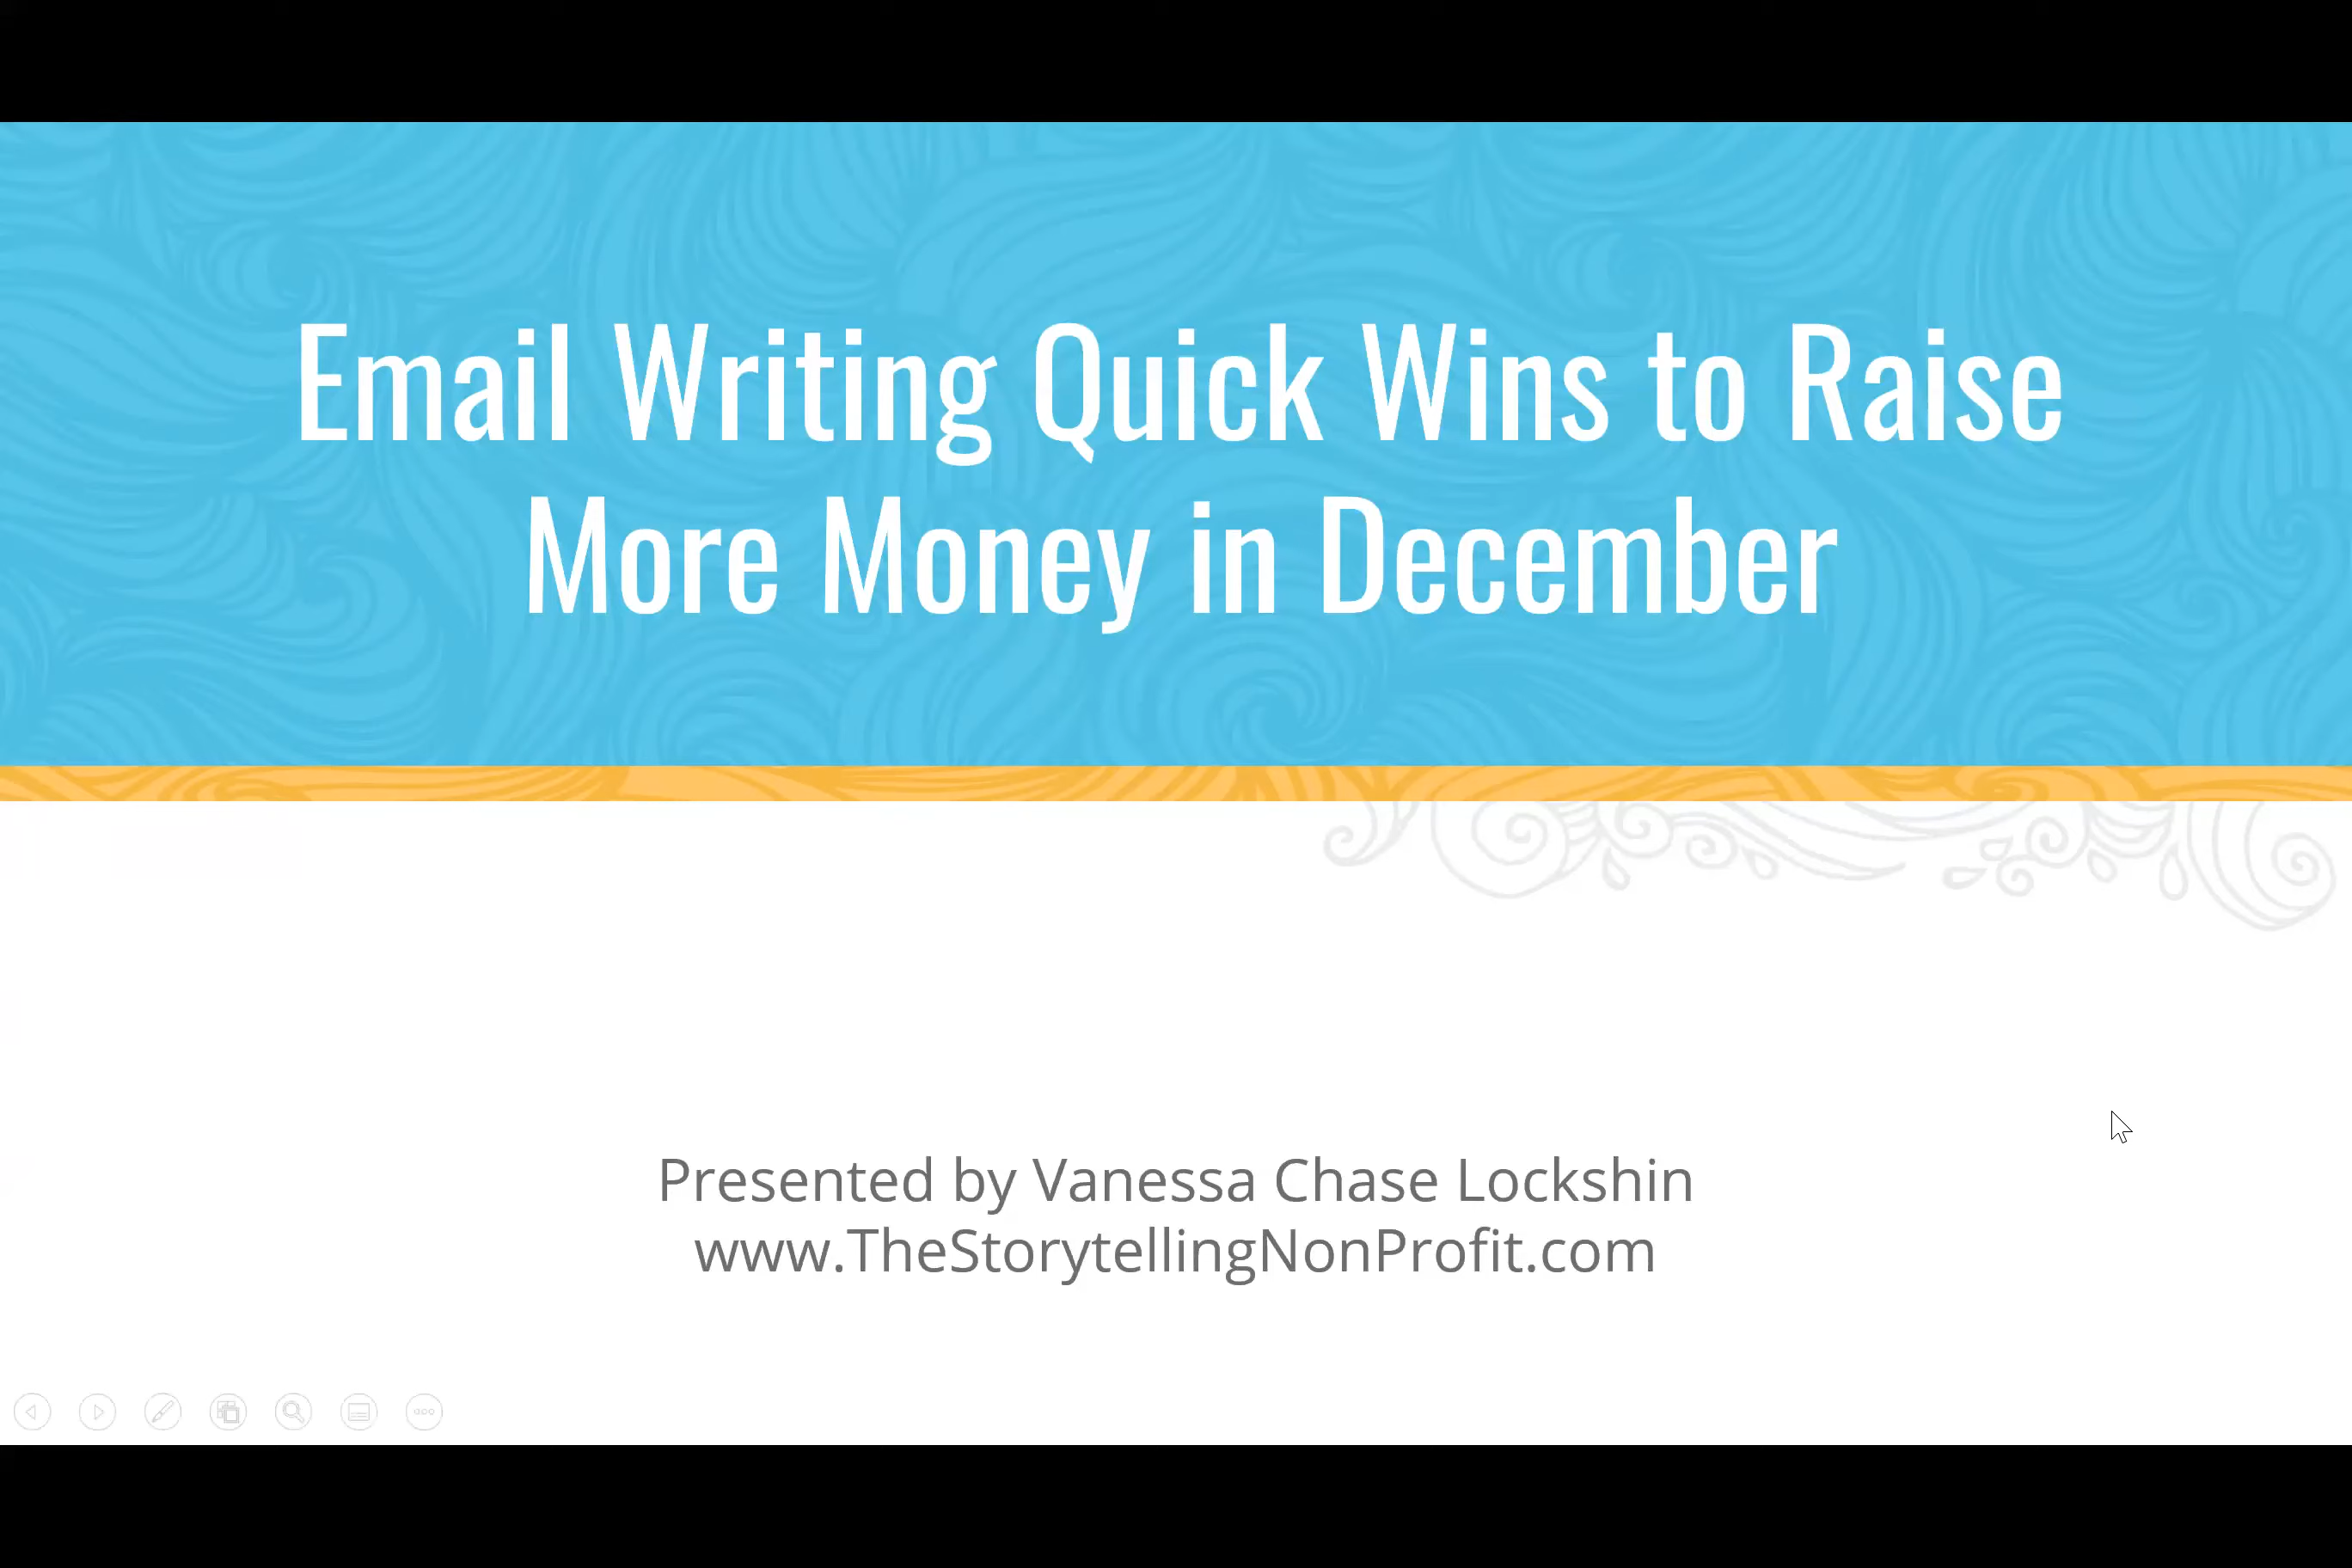 Email Writing Quick Wins to Raise
More Money in December
Presented by Vanessa Chase Lockshin
www.TheStorytellingNonProfit.com